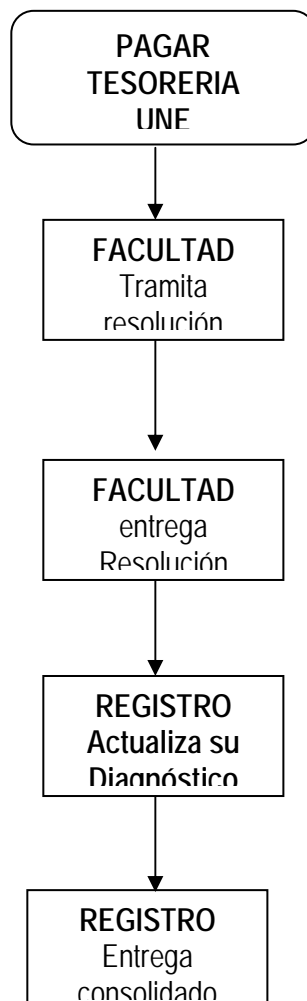 PAGAR
TESORERIA
UNE
FACULTAD
Tramita
resolución
FACULTAD
entrega
Resolución
REGISTRO
Actualiza su
Diagnóstico
REGISTRO
Entrega
consolidado